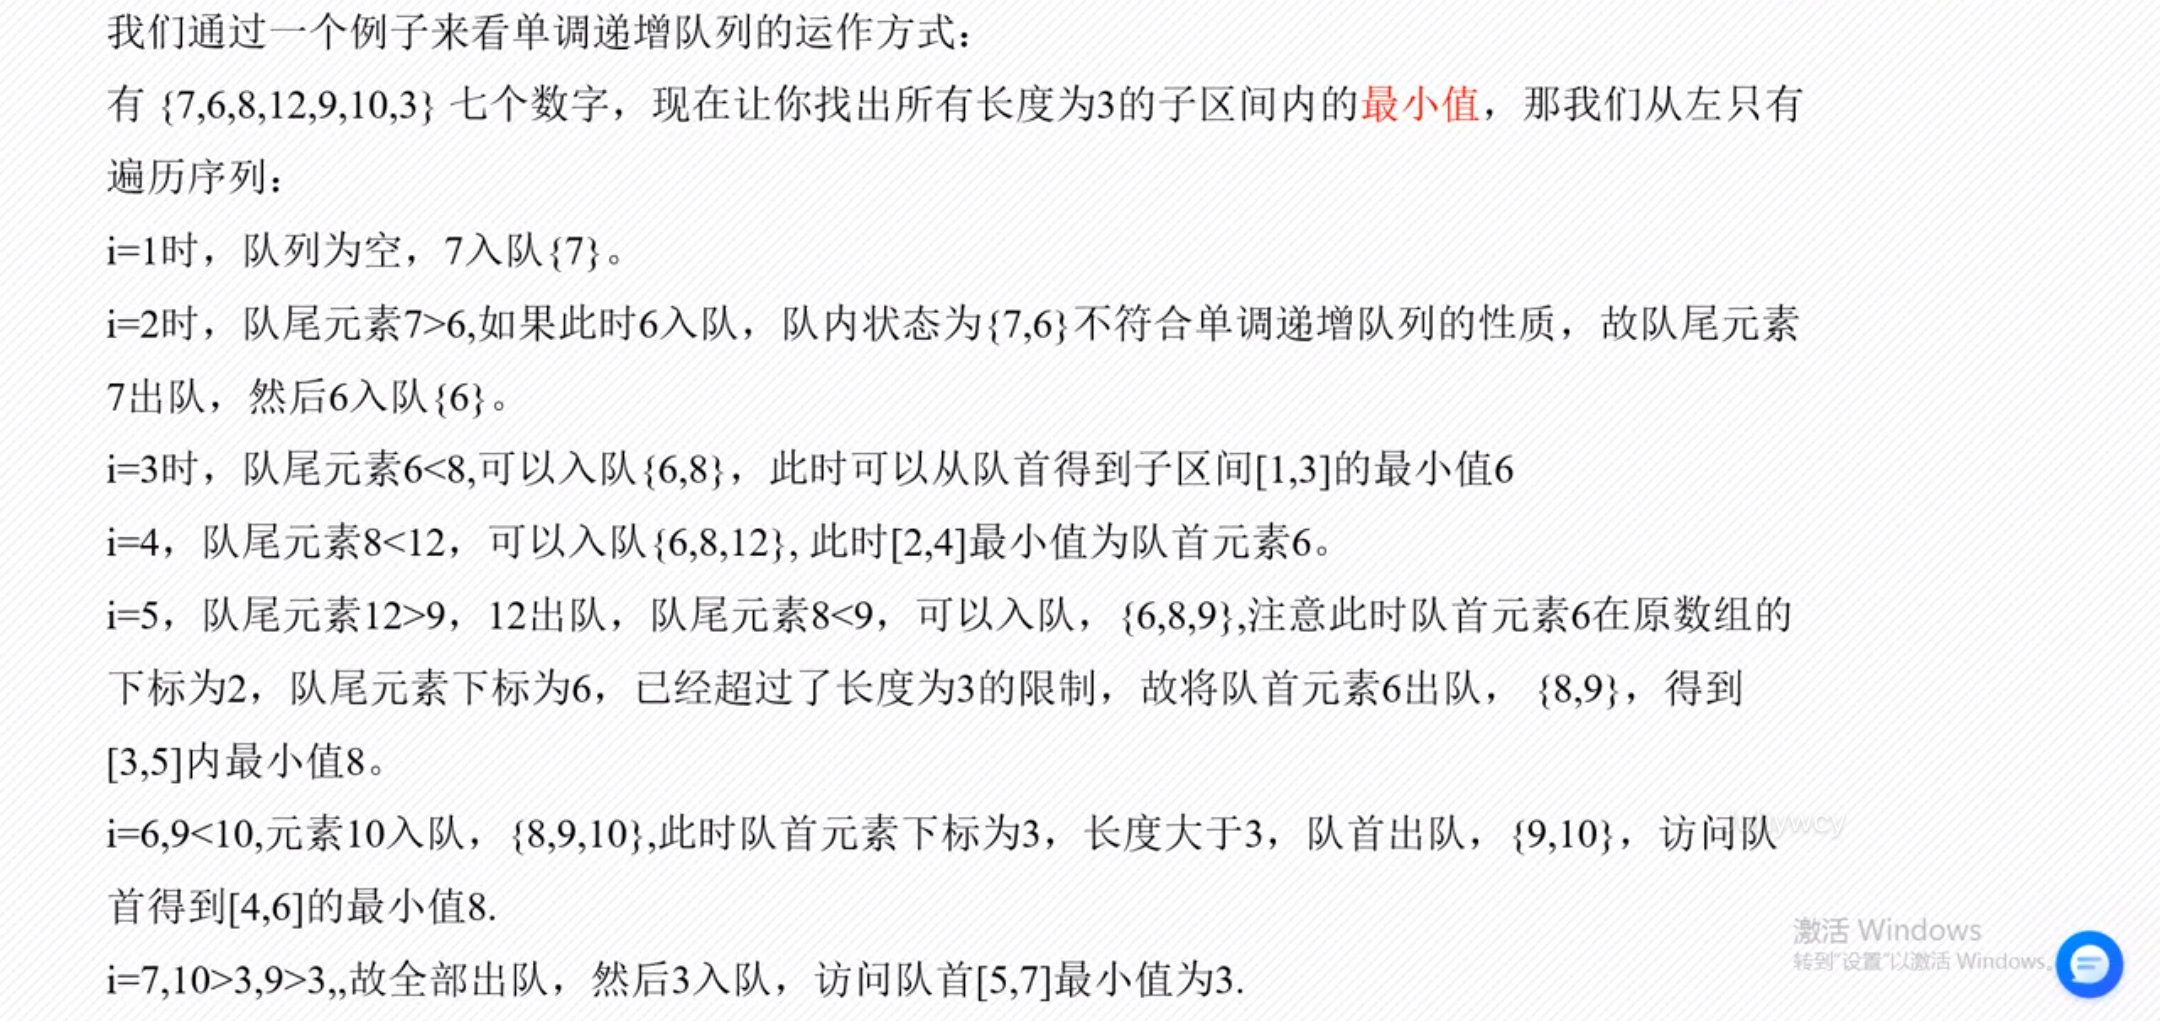 我们通过一个例子来看单调递增队列的运作方式：
有 {7,6,8,12,9,10,3} 七个数字，现在让你找出所有长度为3的子区间内的最小值，那我们从左只有
遍历序列：
i=1时，队列为空，7入队{7}。
i=2时，队尾元素7>6,如果此时6入队，队内状态为{7,6}不符合单调递增队列的性质，故队尾元素
7出队，然后6入队{6}。
i=3时，队尾元素6<8,可以入队{6,8}，此时可以从队首得到子区间[1,3]的最小值6
i=4，队尾元素8<12，可以入队{6,8,12}, 此时[2,4]最小值为队首元素6。
i=5，队尾元素12>9，12出队，队尾元素8<9，可以入队，{6,8,9},注意此时队首元素6在原数组的
下标为2，队尾元素下标为6，已经超过了长度为3的限制，故将队首元素6出队， {8,9}，得到
[3,5]内最小值8。
i=6,9<10,元素10入队，{8,9,10},此时队首元素下标为3，长度大于3，队首出队，{9,10}，访问队
首得到[4,6]的最小值8.
i=7,10>3,9>3,,故全部出队，然后3入队，访问队首[5,7]最小值为3.
激活 Windows
转到"设置"以激活 Windows。